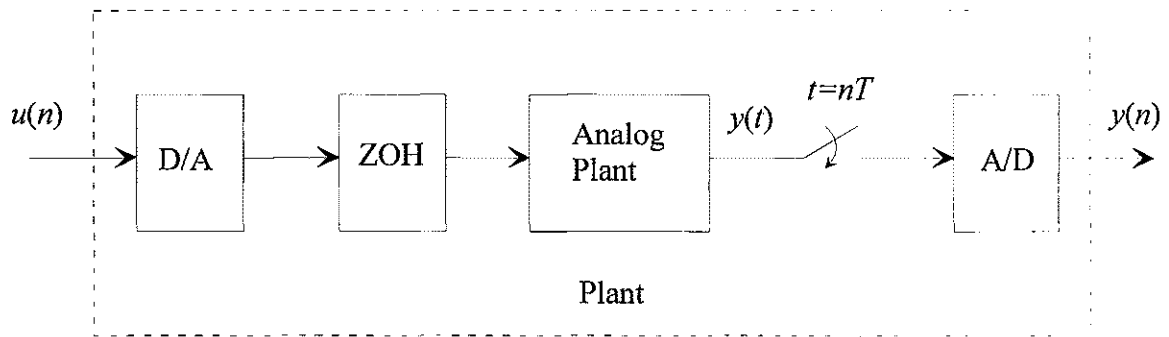 u(n)
D/A
ZOH
Analog
Plant
y(t)
t=nT
A/D
y(n)
Plant